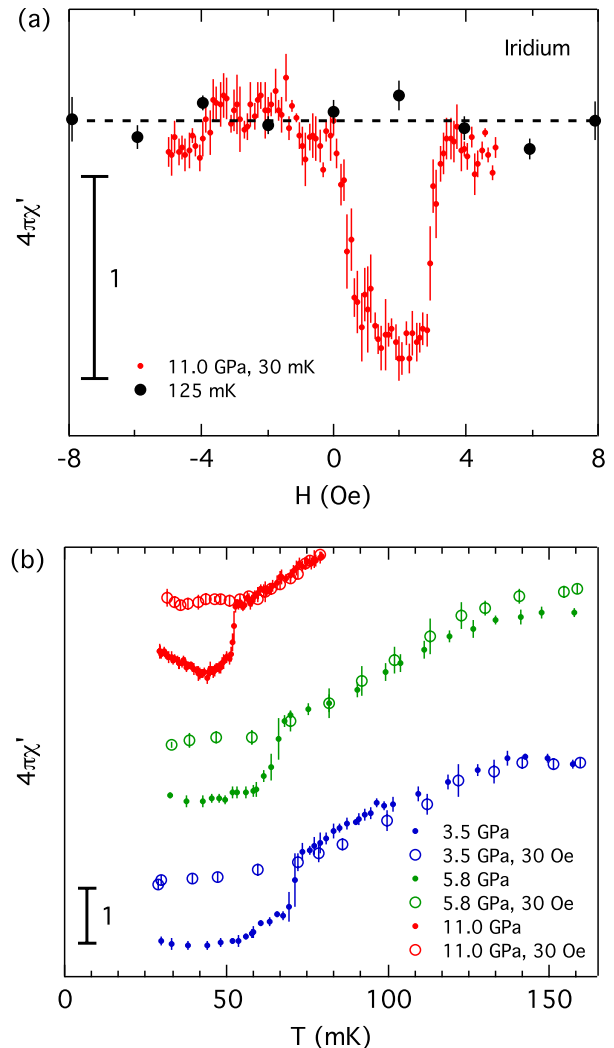 (a)
Iridium
4πχ'
1
11.0 GPa, 30 mK
125 mK
-8 -4 0 4 8
H (Oe)
(b)
4πχ'
3.5 GPa
3.5 GPa, 30 Oe
5.8 GPa
5.8 GPa, 30 Oe
11.0 GPa
11.0 GPa, 30 Oe
1
0 50 100 150
T (mK)